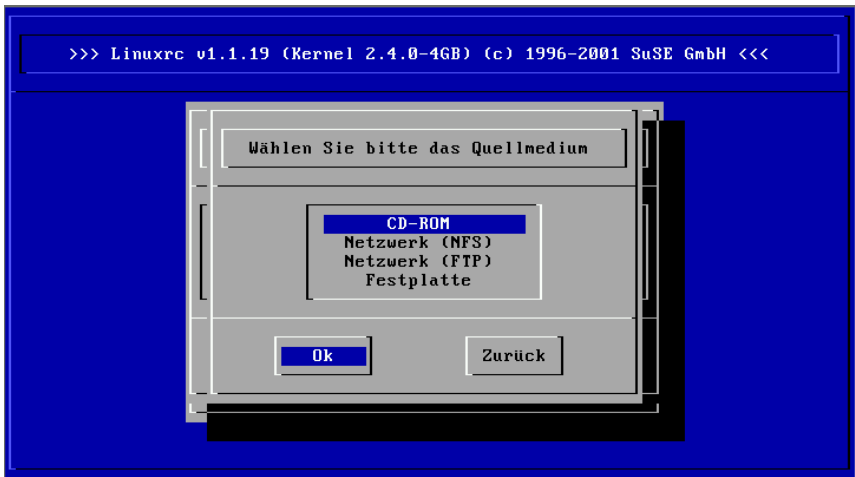 >>> Linuxrc v1.1.19 (Kernel 2.4.0-4GB) (c) 1996-2001 SuSE GmbH <<<
Wählen Sie bitte das Quellmedium
CD-ROM
Netzwerk (NFS)
Netzwerk (FTP)
Festplatte
Ok
Zurück